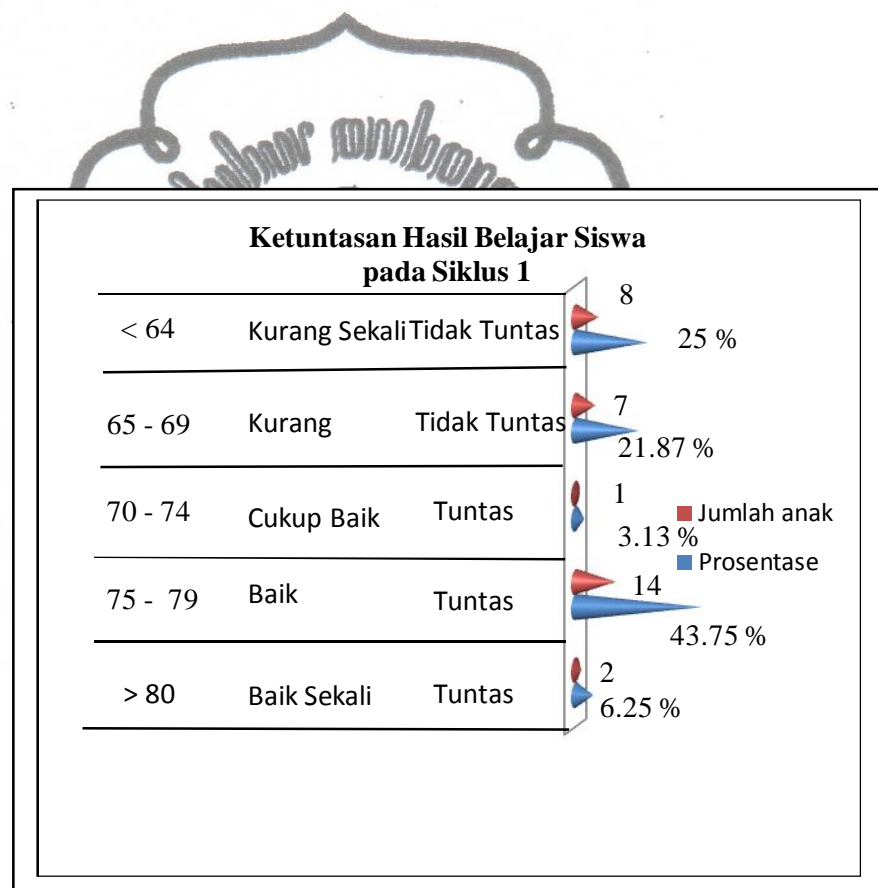 Ketuntasan Hasil Belajar Siswa
pada Siklus 1
< 64 Kurang Sekali Tidak Tuntas 8
25 %
65 - 69 Kurang Tidak Tuntas 7
21.87 %
70 - 74 Cukup Baik Tuntas 1
3.13 %
Jumlah anak
Prosentase
75 - 79 Baik Tuntas 14
43.75 %
> 80 Baik Sekali Tuntas 2
6.25 %